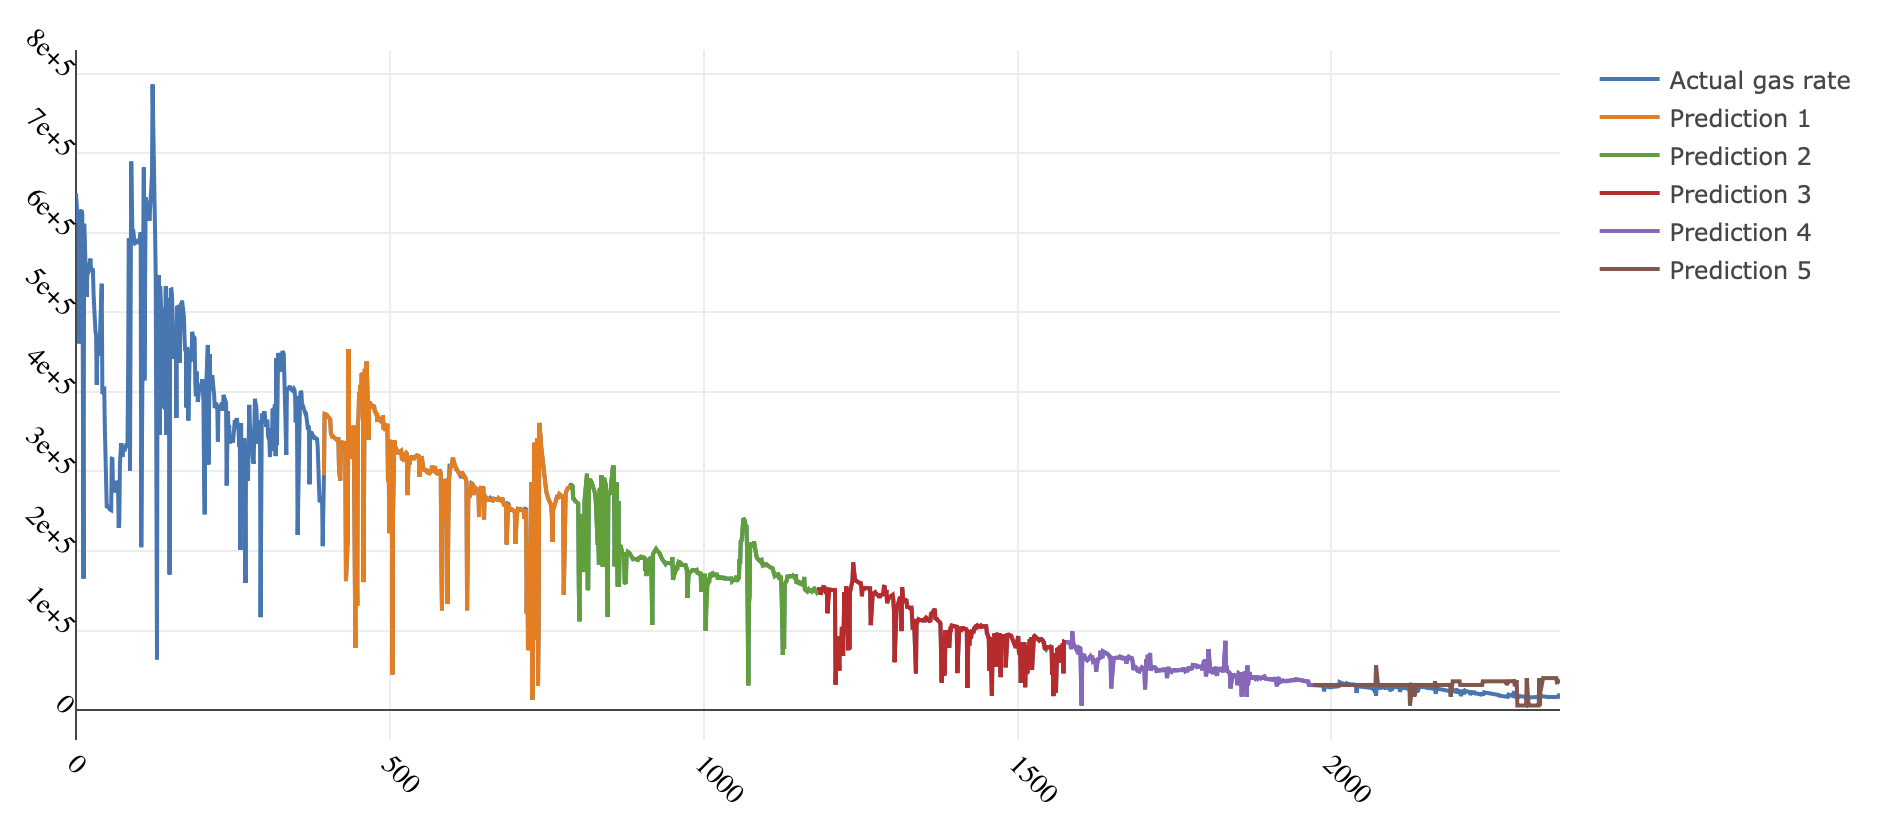 8e+5
7e+5
6e+5
5e+5
4e+5
3e+5
2e+5
1e+5
0
0
500
1000
1500
2000
Actual gas rate
Prediction 1
Prediction 2
Prediction 3
Prediction 4
Prediction 5